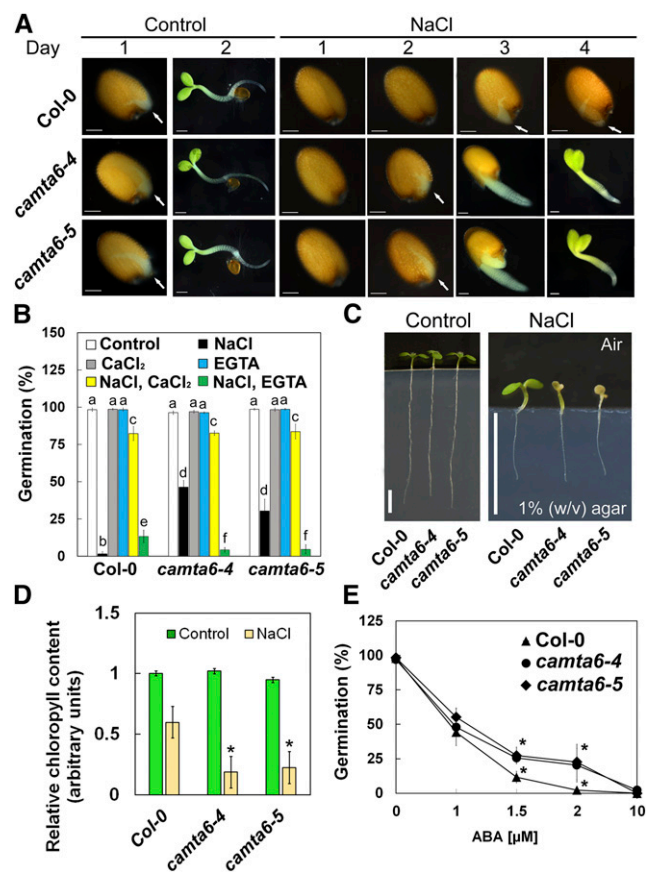 A Control NaCl
Day 1 2 1 2 3 4
Col-0
camta6-4
camta6-5
B
Germination (%)
150
125
100
75
50
25
0
Control NaCl
CaCl₂ EGTA
NaCl, CaCl₂ NaCl, EGTA
a a a a a a a a a
c c c
b d d
e f f
Col-0 camta6-4 camta6-5
C Control NaCl
Air
1% (w/v) agar
Col-0 camta6-4 camta6-5 Col-0 camta6-4 camta6-5
D
Relative chloropyll content
(arbitrary units)
1.5
1
0.5
0
Control NaCl
* *
Col-0 camta6-4 camta6-5
E
Germination (%)
125
100
75
50
25
0
Col-0
camta6-4
camta6-5
* *
* *
0 1 1.5 2 10
ABA [µM]